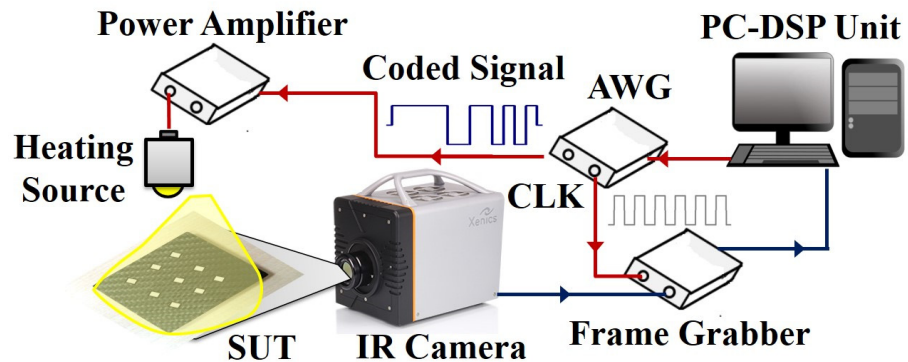 Power Amplifier
PC-DSP Unit
Coded Signal
AWG
Heating
Source
CLK
Xenics
SUT
IR Camera
Frame Grabber